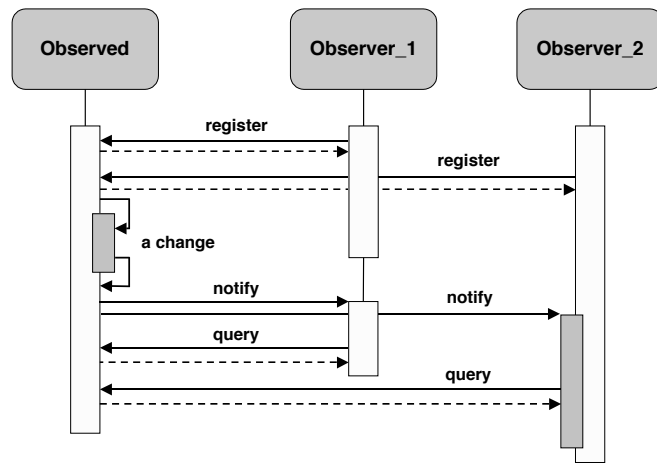 Observed
Observer_1
Observer_2
register
register
a change
notify
notify
query
query